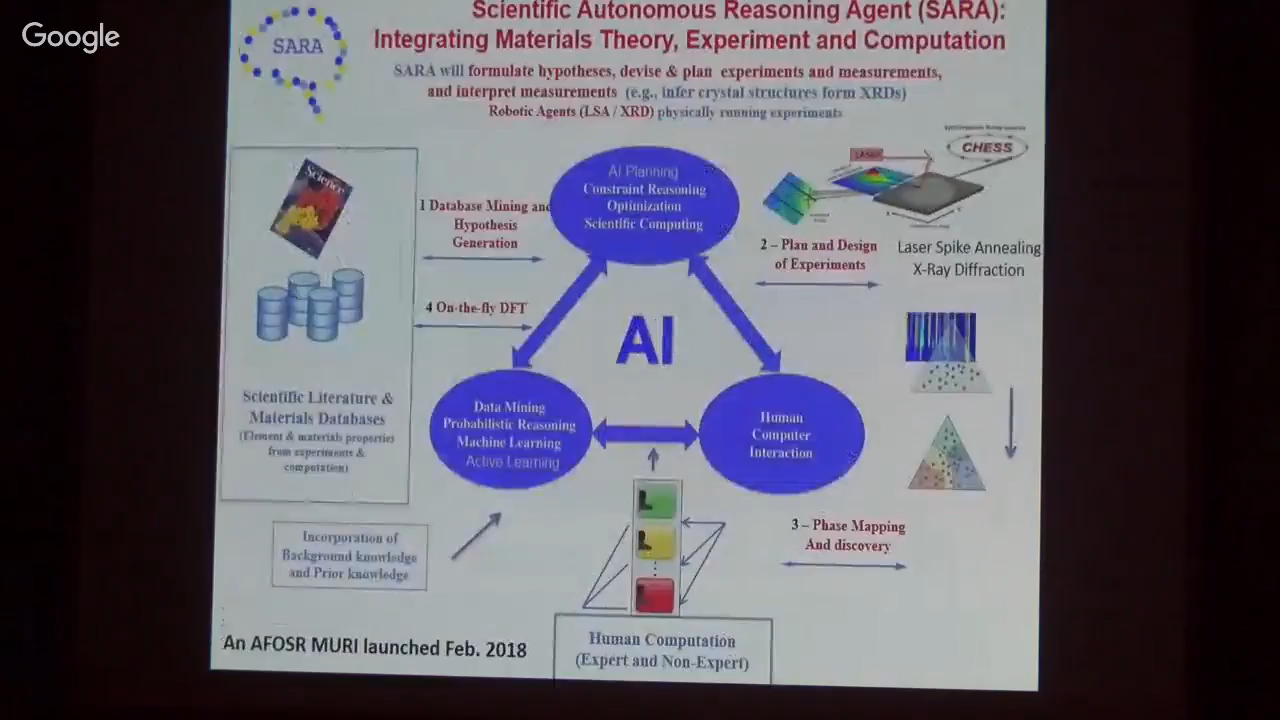 Google
SARA
Scientific Autonomous Reasoning Agent (SARA):
Integrating Materials Theory, Experiment and Computation
SARA will formulate hypotheses, devise & plan experiments and measurements,
and interpret measurements (e.g., infer crystal structures form XRDs)
Robotic Agents (LSA / XRD) physically running experiments
Science
Scientific Literature &
Materials Databases
(Element & materials properties
from experiments &
computation)
1 Database Mining and
Hypothesis
Generation
4 On-the-fly DFT
AI Planning
Constraint Reasoning
Optimization
Scientific Computing
AI
Data Mining
Probabilistic Reasoning
Machine Learning
Active Learning
Human
Computer
Interaction
LASER
CHESS
2 – Plan and Design
of Experiments
Laser Spike Annealing
X-Ray Diffraction
3 – Phase Mapping
And discovery
Incorporation of
Background knowledge
and Prior knowledge
Human Computation
(Expert and Non-Expert)
An AFOSR MURI launched Feb. 2018